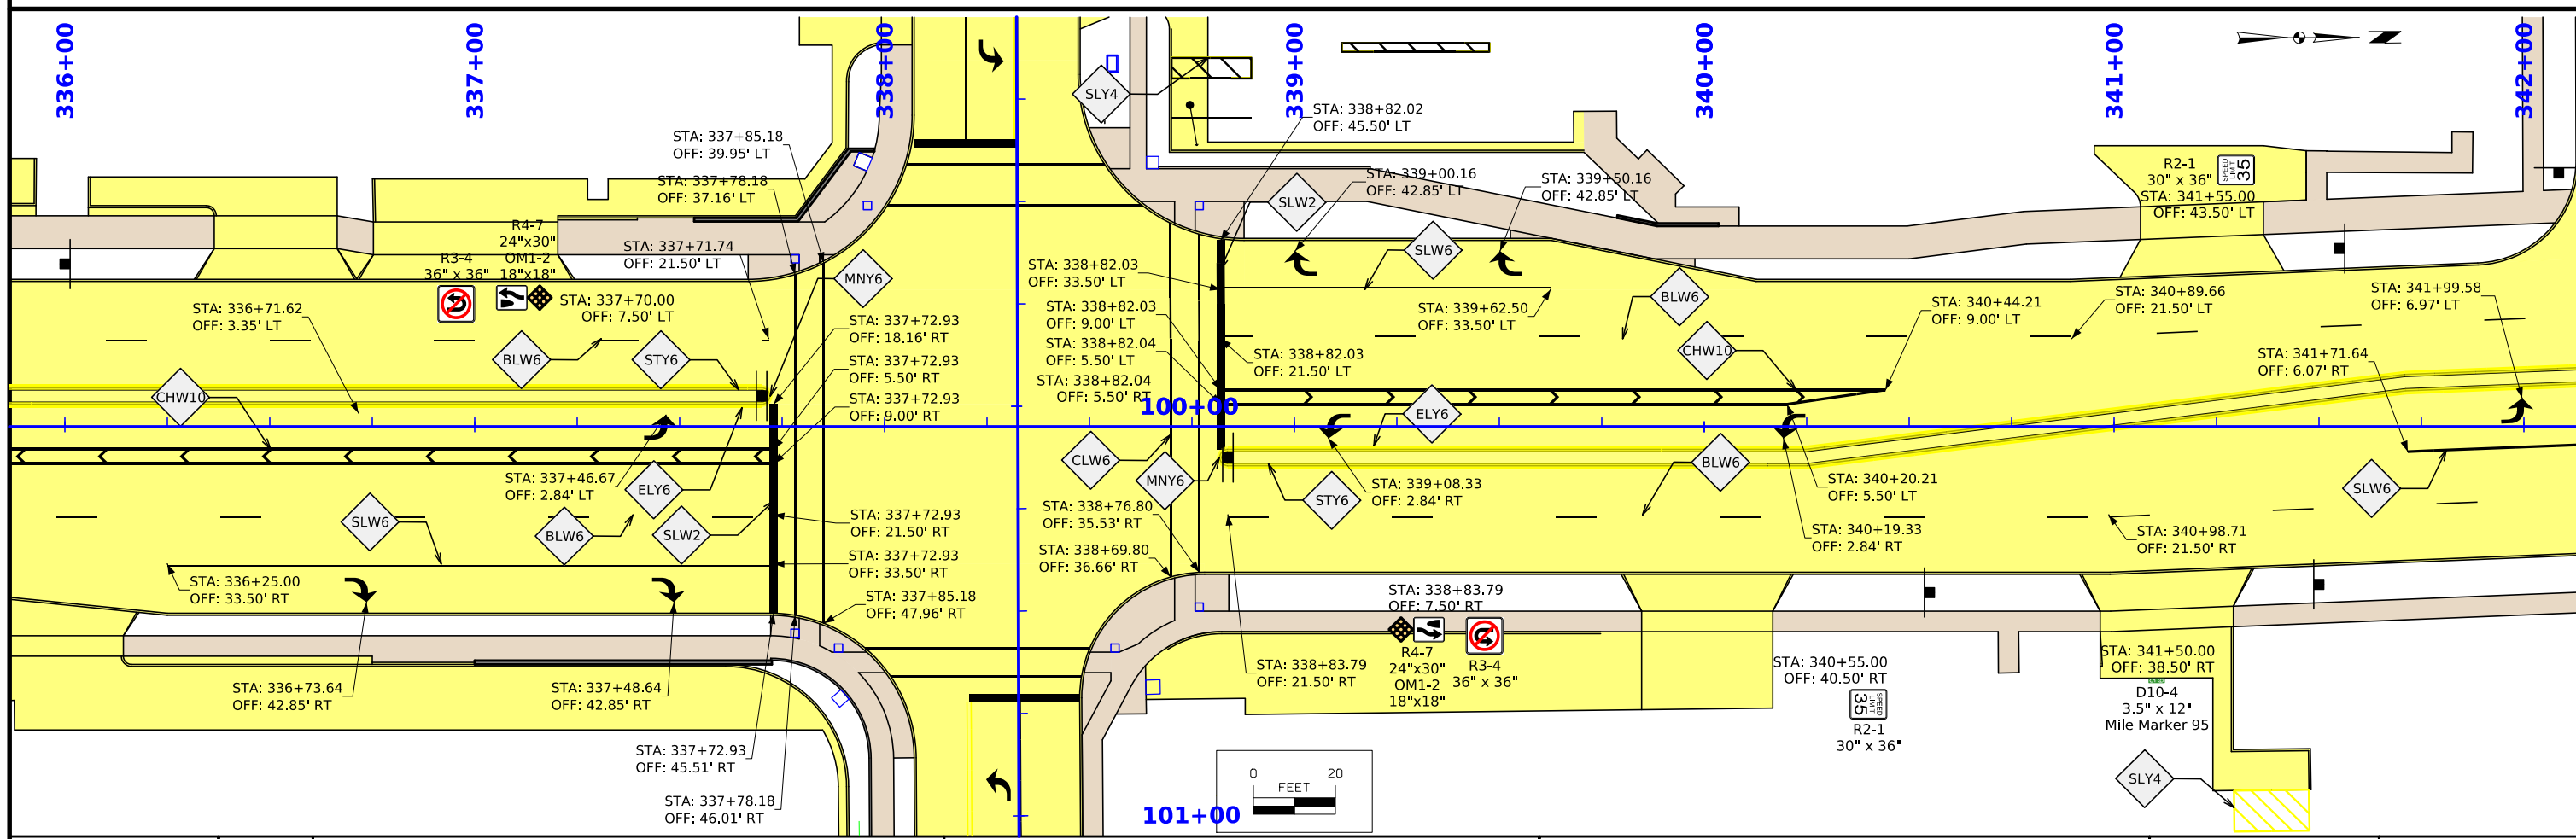 336+00
337+00
338+00
339+00
340+00
341+00
342+00
SLY4
STA: 338+82.02
OFF: 45.50' LT
STA: 337+85.18
OFF: 39.95' LT
STA: 337+78.18
OFF: 37.16' LT
STA: 339+00.16
OFF: 42.85' LT
STA: 339+50.16
OFF: 42.85' LT
R2-1
30" x 36"
STA: 341+55.00
OFF: 43.50' LT
SPEED
LIMIT
35
SLW2
R4-7
24"x30"
OM1-2
18"x18"
R3-4
36" x 36"
STA: 337+71.74
OFF: 21.50' LT
SLW6
MNY6
STA: 338+82.03
OFF: 33.50' LT
BLW6
STA: 336+71.62
OFF: 3.35' LT
STA: 337+70.00
OFF: 7.50' LT
STA: 338+82.03
OFF: 9.00' LT
STA: 339+62.50
OFF: 33.50' LT
STA: 340+44.21
OFF: 9.00' LT
STA: 340+89.66
OFF: 21.50' LT
STA: 341+99.58
OFF: 6.97' LT
STA: 337+72.93
OFF: 18.16' RT
STA: 338+82.04
OFF: 5.50' LT
STA: 338+82.03
OFF: 21.50' LT
CHW10
BLW6
STY6
STA: 337+72.93
OFF: 5.50' RT
STA: 338+82.04
OFF: 5.50' RT
STA: 341+71.64
OFF: 6.07' RT
CHW10
STA: 337+72.93
OFF: 9.00' RT
100+00
ELY6
CLW6
MNY6
STY6
STA: 339+08.33
OFF: 2.84' RT
BLW6
STA: 340+20.21
OFF: 5.50' LT
SLW6
STA: 337+46.67
OFF: 2.84' LT
ELY6
SLW6
BLW6
SLW2
STA: 337+72.93
OFF: 21.50' RT
STA: 338+76.80
OFF: 35.53' RT
STA: 340+19.33
OFF: 2.84' RT
STA: 340+98.71
OFF: 21.50' RT
STA: 337+72.93
OFF: 33.50' RT
STA: 338+69.80
OFF: 36.66' RT
STA: 336+25.00
OFF: 33.50' RT
STA: 337+85.18
OFF: 47.96' RT
STA: 338+83.79
OFF: 7.50' RT
R4-7
24"x30"
OM1-2
18"x18"
R3-4
36" x 36"
STA: 338+83.79
OFF: 21.50' RT
STA: 340+55.00
OFF: 40.50' RT
SPEED
LIMIT
35
R2-1
30" x 36"
STA: 341+50.00
OFF: 38.50' RT
D10-4
3.5" x 12"
Mile Marker 95
STA: 336+73.64
OFF: 42.85' RT
STA: 337+48.64
OFF: 42.85' RT
STA: 337+72.93
OFF: 45.51' RT
STA: 337+78.18
OFF: 46.01' RT
0 20
FEET
101+00
SLY4